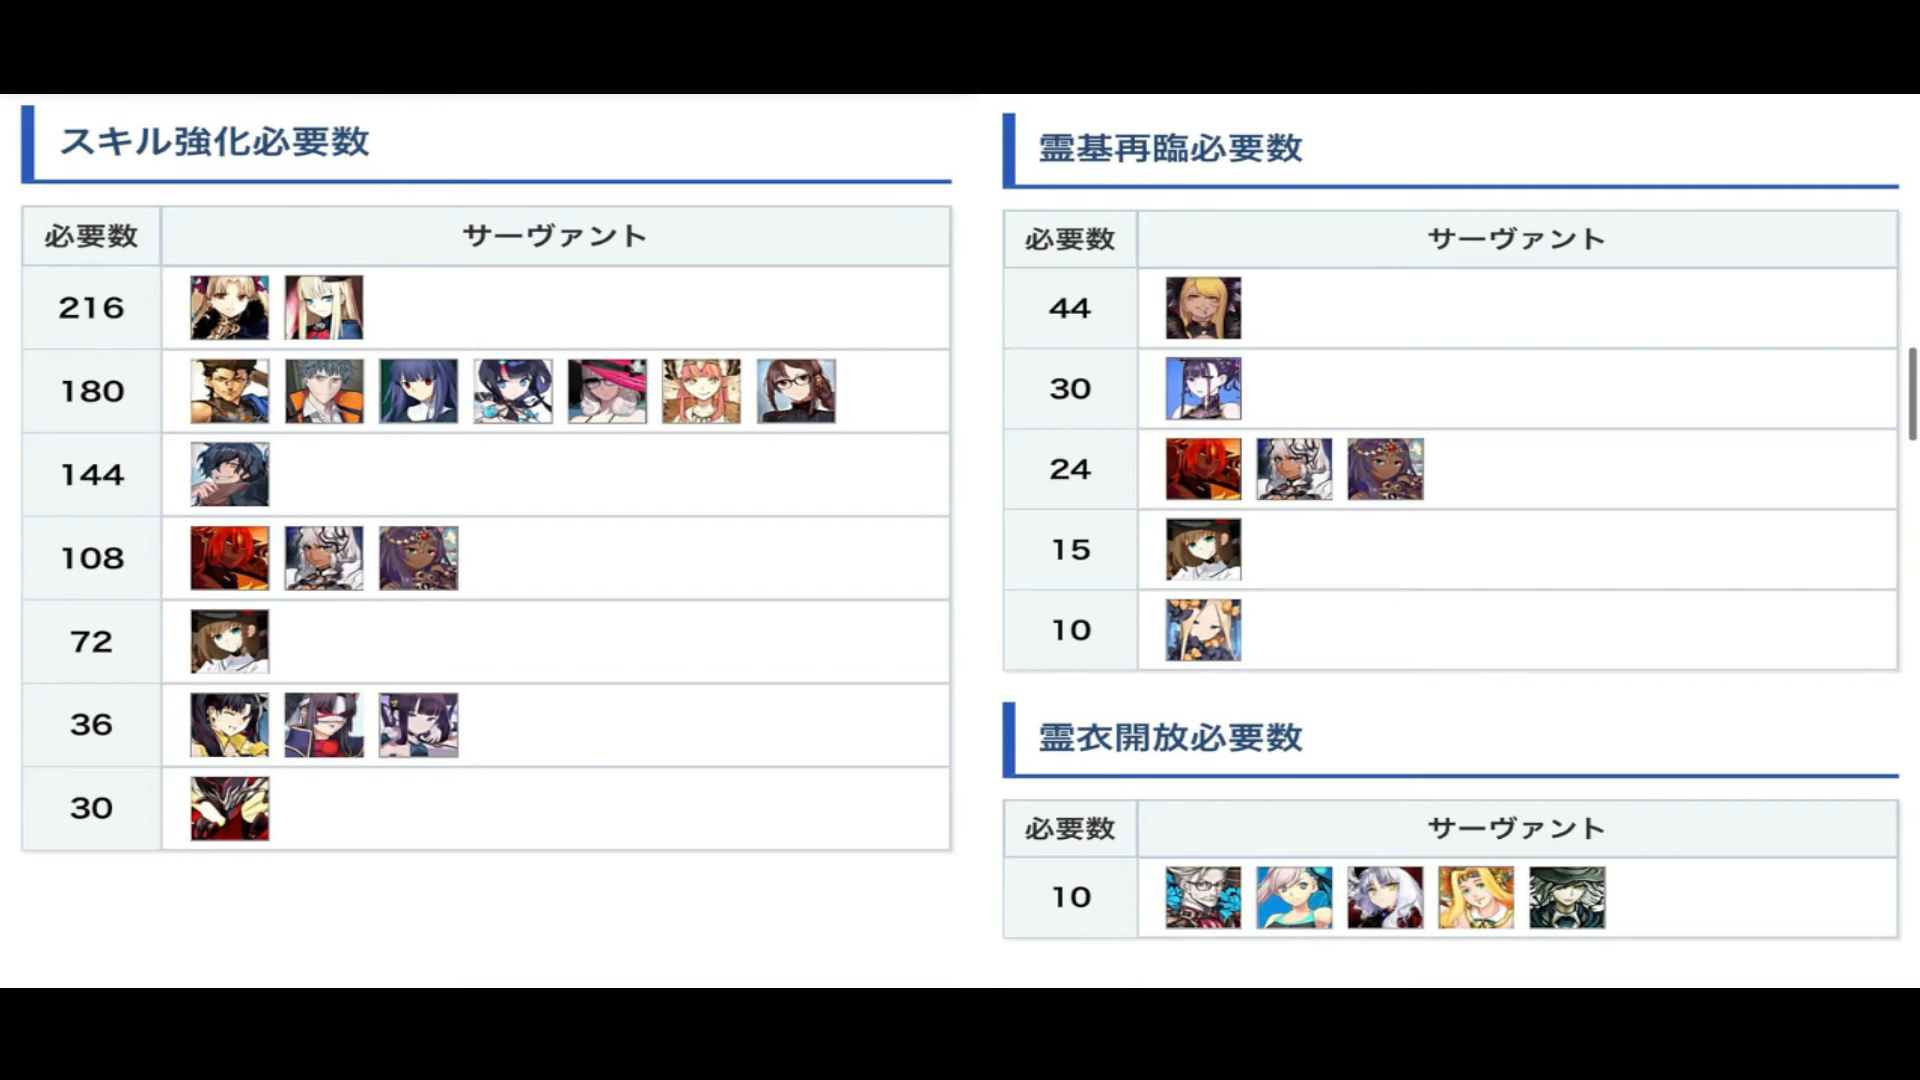 スキル強化必要数
必要数 サーヴァント
216
180
144
108
72
36
30
霊基再臨必要数
必要数 サーヴァント
44
30
24
15
10
霊衣開放必要数
必要数 サーヴァント
10